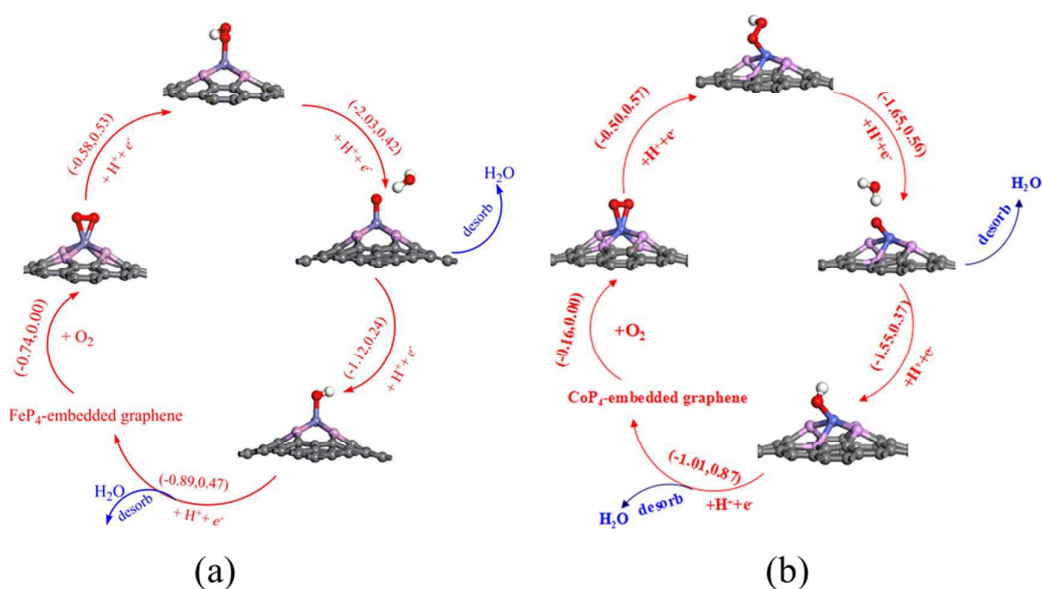 (-0.58,0.53)
+ H⁺+ e⁻
(-2.03,0.42)
+ H⁺+ e⁻
H₂O
desorb
(-0.74,0.00)
+ O₂
(-1.12,0.24)
+ H⁺+ e⁻
FeP₄-embedded graphene
(-0.89,0.47)
H₂O
desorb
+ H⁺+ e⁻
(a)
(-0.50,0.57)
+H⁺+e⁻
(-1.65,0.56)
+H⁺+e⁻
H₂O
desorb
(-0.16,0.00)
+O₂
(-1.55,0.37)
+H⁺+e⁻
CoP₄-embedded graphene
(-1.01,0.87)
H₂O
desorb
+H⁺+e⁻
(b)